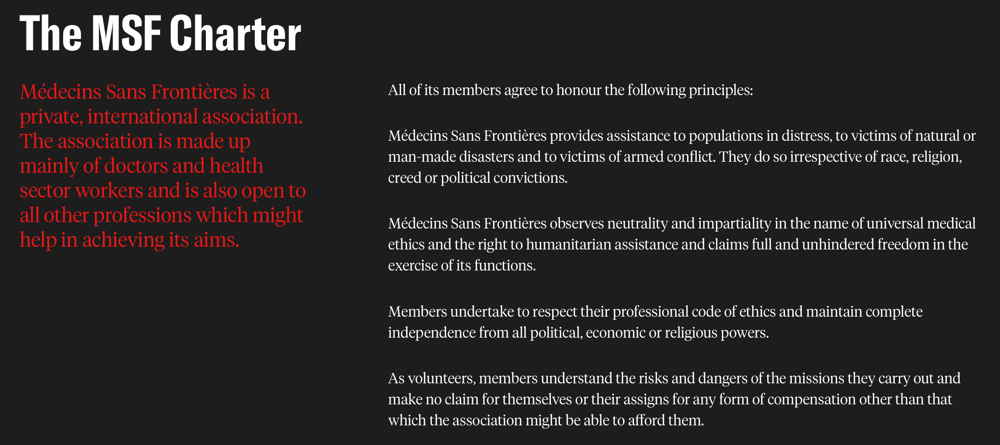 The MSF Charter
Médecins Sans Frontières is a
private, international association.
The association is made up
mainly of doctors and health
sector workers and is also open to
all other professions which might
help in achieving its aims.
All of its members agree to honour the following principles:
Médecins Sans Frontières provides assistance to populations in distress, to victims of natural or
man-made disasters and to victims of armed conflict. They do so irrespective of race, religion,
creed or political convictions.
Médecins Sans Frontières observes neutrality and impartiality in the name of universal medical
ethics and the right to humanitarian assistance and claims full and unhindered freedom in the
exercise of its functions.
Members undertake to respect their professional code of ethics and maintain complete
independence from all political, economic or religious powers.
As volunteers, members understand the risks and dangers of the missions they carry out and
make no claim for themselves or their assigns for any form of compensation other than that
which the association might be able to afford them.